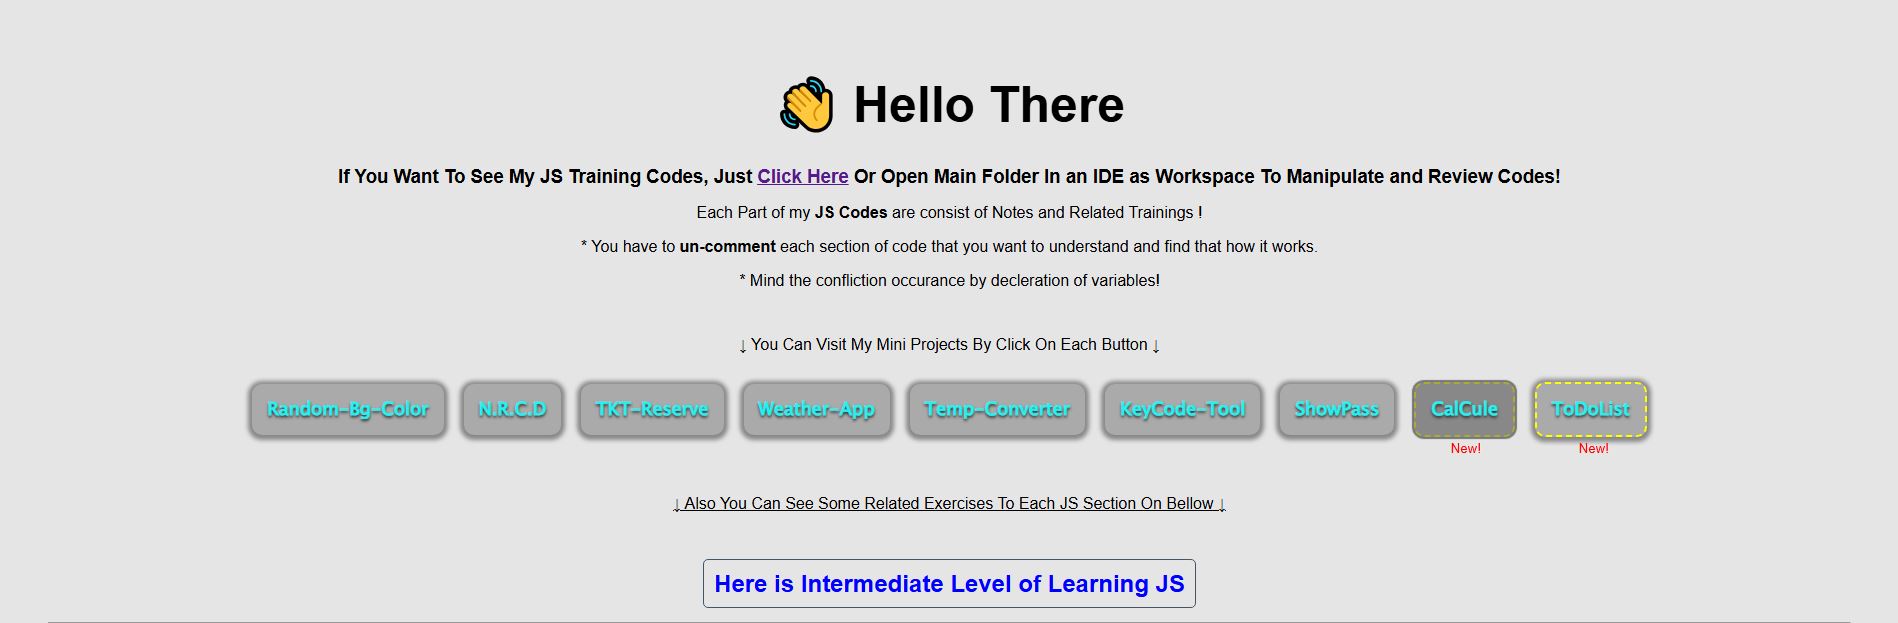 👋 Hello There
If You Want To See My JS Training Codes, Just Click Here Or Open Main Folder In an IDE as Workspace To Manipulate and Review Codes!
Each Part of my JS Codes are consist of Notes and Related Trainings !
* You have to un-comment each section of code that you want to understand and find that how it works.
* Mind the confliction occurance by decleration of variables!
↓ You Can Visit My Mini Projects By Click On Each Button ↓
Random-Bg-Color N.R.C.D TKT-Reserve Weather-App Temp-Converter KeyCode-Tool ShowPass CalCule ToDoList
New! New!
↓ Also You Can See Some Related Exercises To Each JS Section On Bellow ↓
Here is Intermediate Level of Learning JS